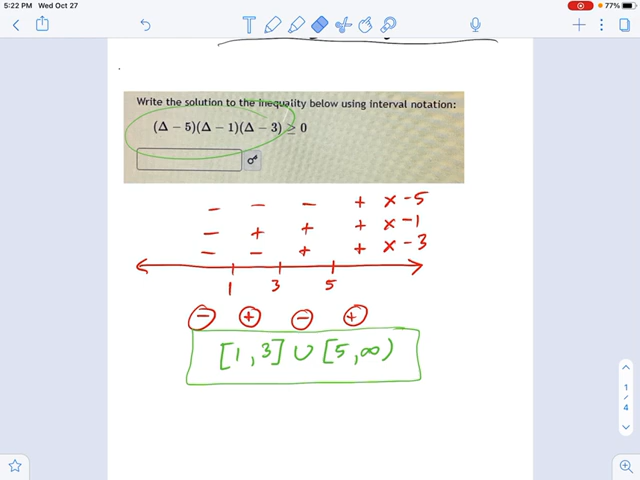 5:22 PM Wed Oct 27
77%
T
Write the solution to the inequality below using interval notation:
(Δ − 5)(Δ − 1)(Δ − 3) ≥ 0
− − − + x - 5
− + + + x - 1
− − + + x - 3
1 3 5
− + − +
[1, 3] ∪ [5, ∞)
1
/
4